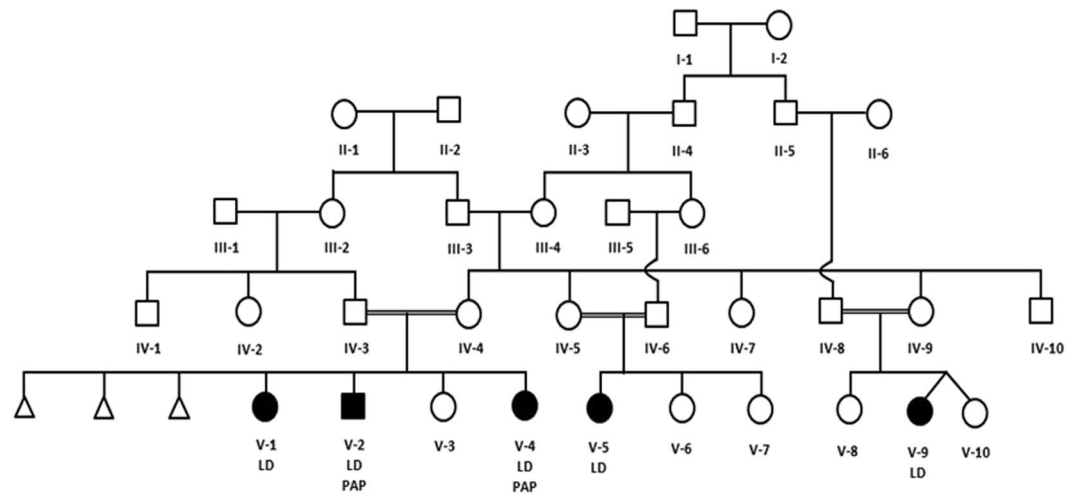 I-1 I-2
II-1 II-2 II-3 II-4 II-5 II-6
III-1 III-2 III-3 III-4 III-5 III-6
IV-1 IV-2 IV-3 IV-4 IV-5 IV-6 IV-7 IV-8 IV-9 IV-10
V-1 V-2 V-3 V-4 V-5 V-6 V-7 V-8 V-9 V-10
LD LD LD LD LD
PAP PAP